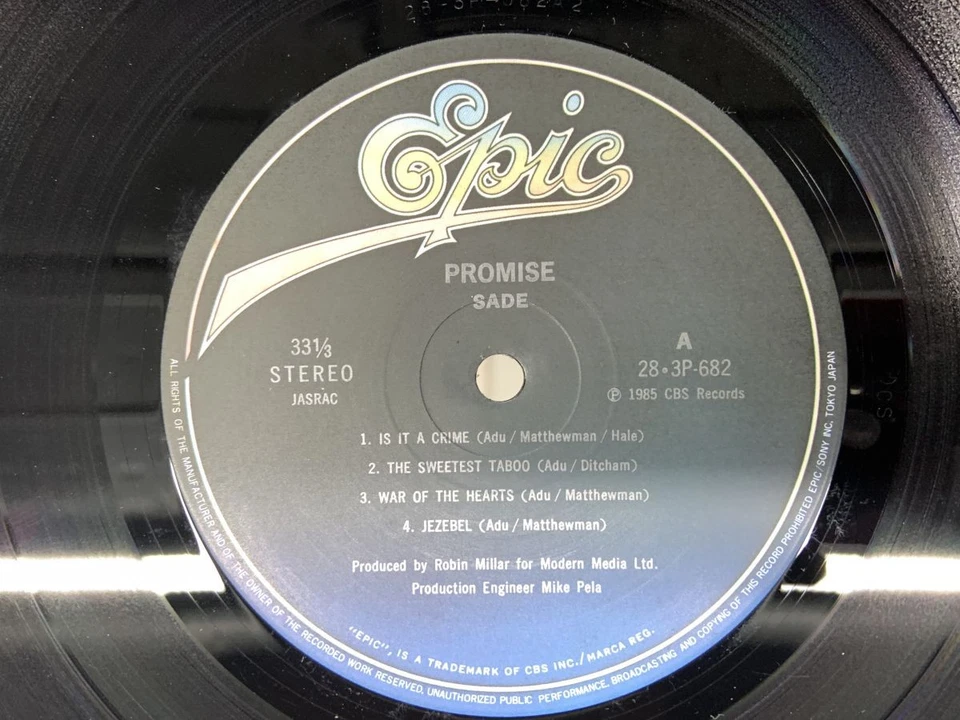 Epic
PROMISE
SADE
33⅓
STEREO
JASRAC
A
28•3P-682
Ⓟ 1985 CBS Records
1. IS IT A CRIME (Adu / Matthewman / Hale)
2. THE SWEETEST TABOO (Adu / Ditcham)
3. WAR OF THE HEARTS (Adu / Matthewman)
4. JEZEBEL (Adu / Matthewman)
Produced by Robin Millar for Modern Media Ltd.
Production Engineer Mike Pela
"EPIC", IS A TRADEMARK OF CBS INC./MARCA REG.
ALL RIGHTS OF THE MANUFACTURER AND OF THE OWNER OF THE RECORDED WORK RESERVED. UNAUTHORIZED PUBLIC PERFORMANCE, BROADCASTING AND COPYING OF THIS RECORD PROHIBITED EPIC/SONY INC. TOKYO JAPAN